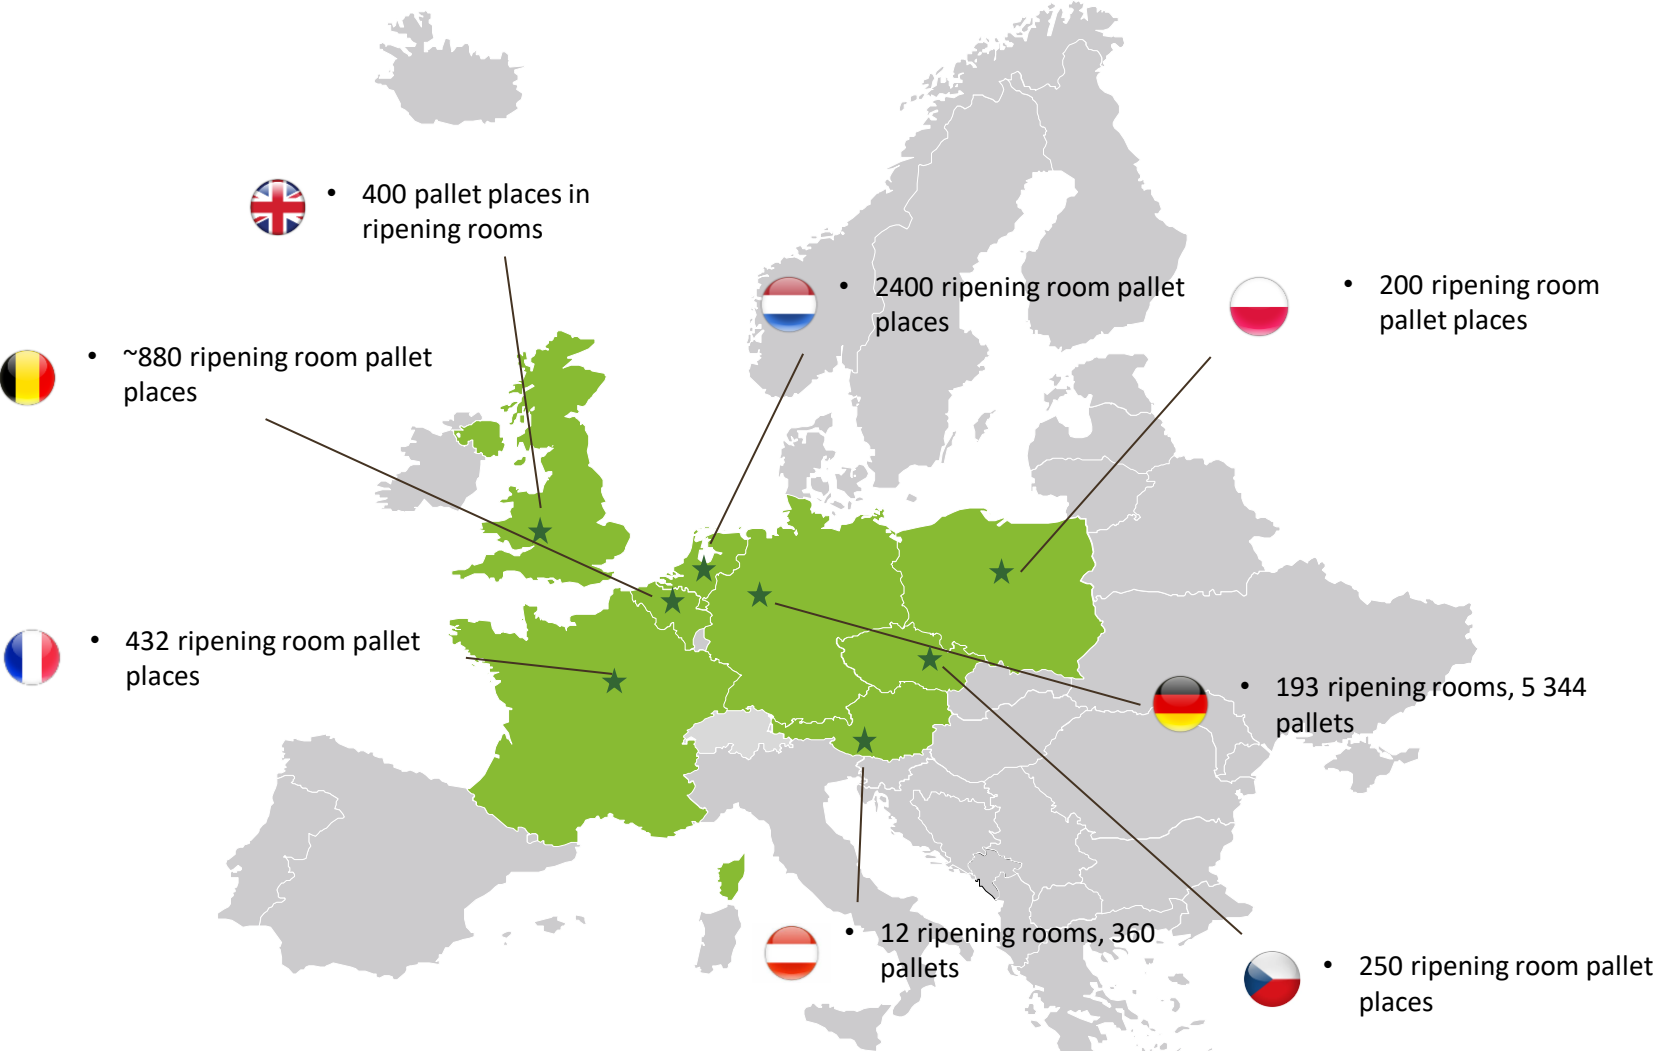 • 400 pallet places in
ripening rooms
• 2400 ripening room pallet
places
• 200 ripening room
pallet places
• ~880 ripening room pallet
places
• 432 ripening room pallet
places
• 193 ripening rooms, 5 344
pallets
• 12 ripening rooms, 360
pallets
• 250 ripening room pallet
places